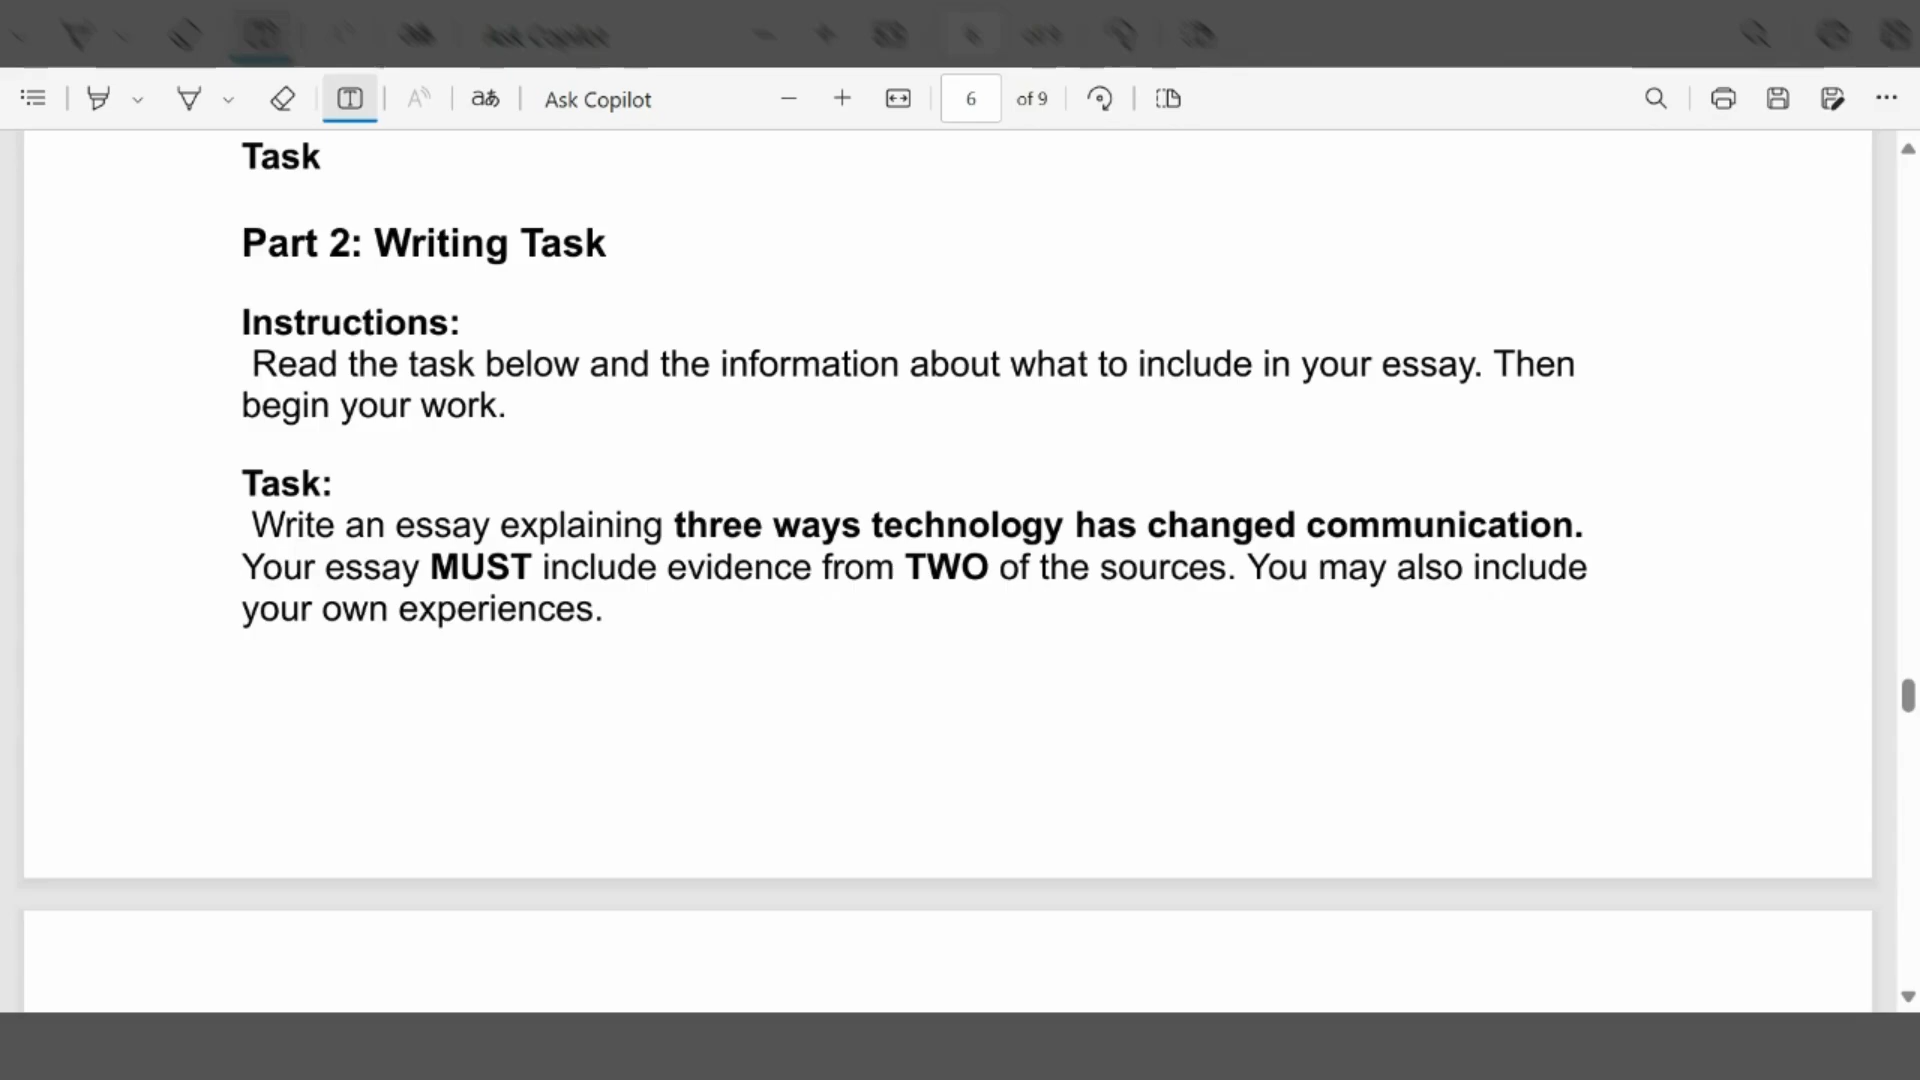 Ask Copilot
6 of 9
Task
Part 2: Writing Task
Instructions:
Read the task below and the information about what to include in your essay. Then
begin your work.
Task:
Write an essay explaining three ways technology has changed communication.
Your essay MUST include evidence from TWO of the sources. You may also include
your own experiences.